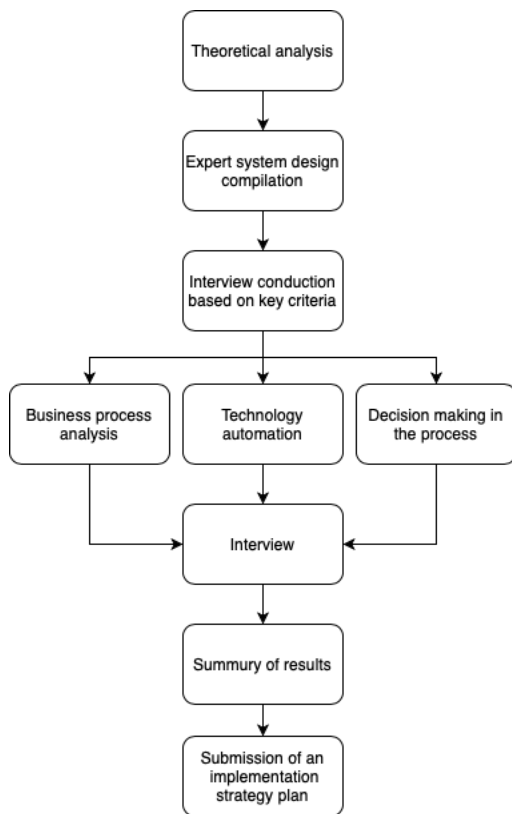 Theoretical analysis
Expert system design
compilation
Interview conduction
based on key criteria
Business process
analysis
Technology
automation
Decision making in
the process
Interview
Summury of results
Submission of an
implementation
strategy plan